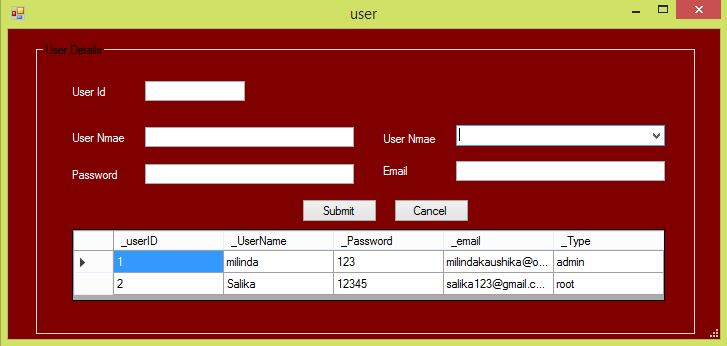 user
User Details
User Id
User Nmae
User Nmae
Password
Email
Submit Cancel
_userID _UserName _Password _email _Type
1 milinda 123 milindakaushika@o... admin
2 Salika 12345 salika123@gmail.c... root